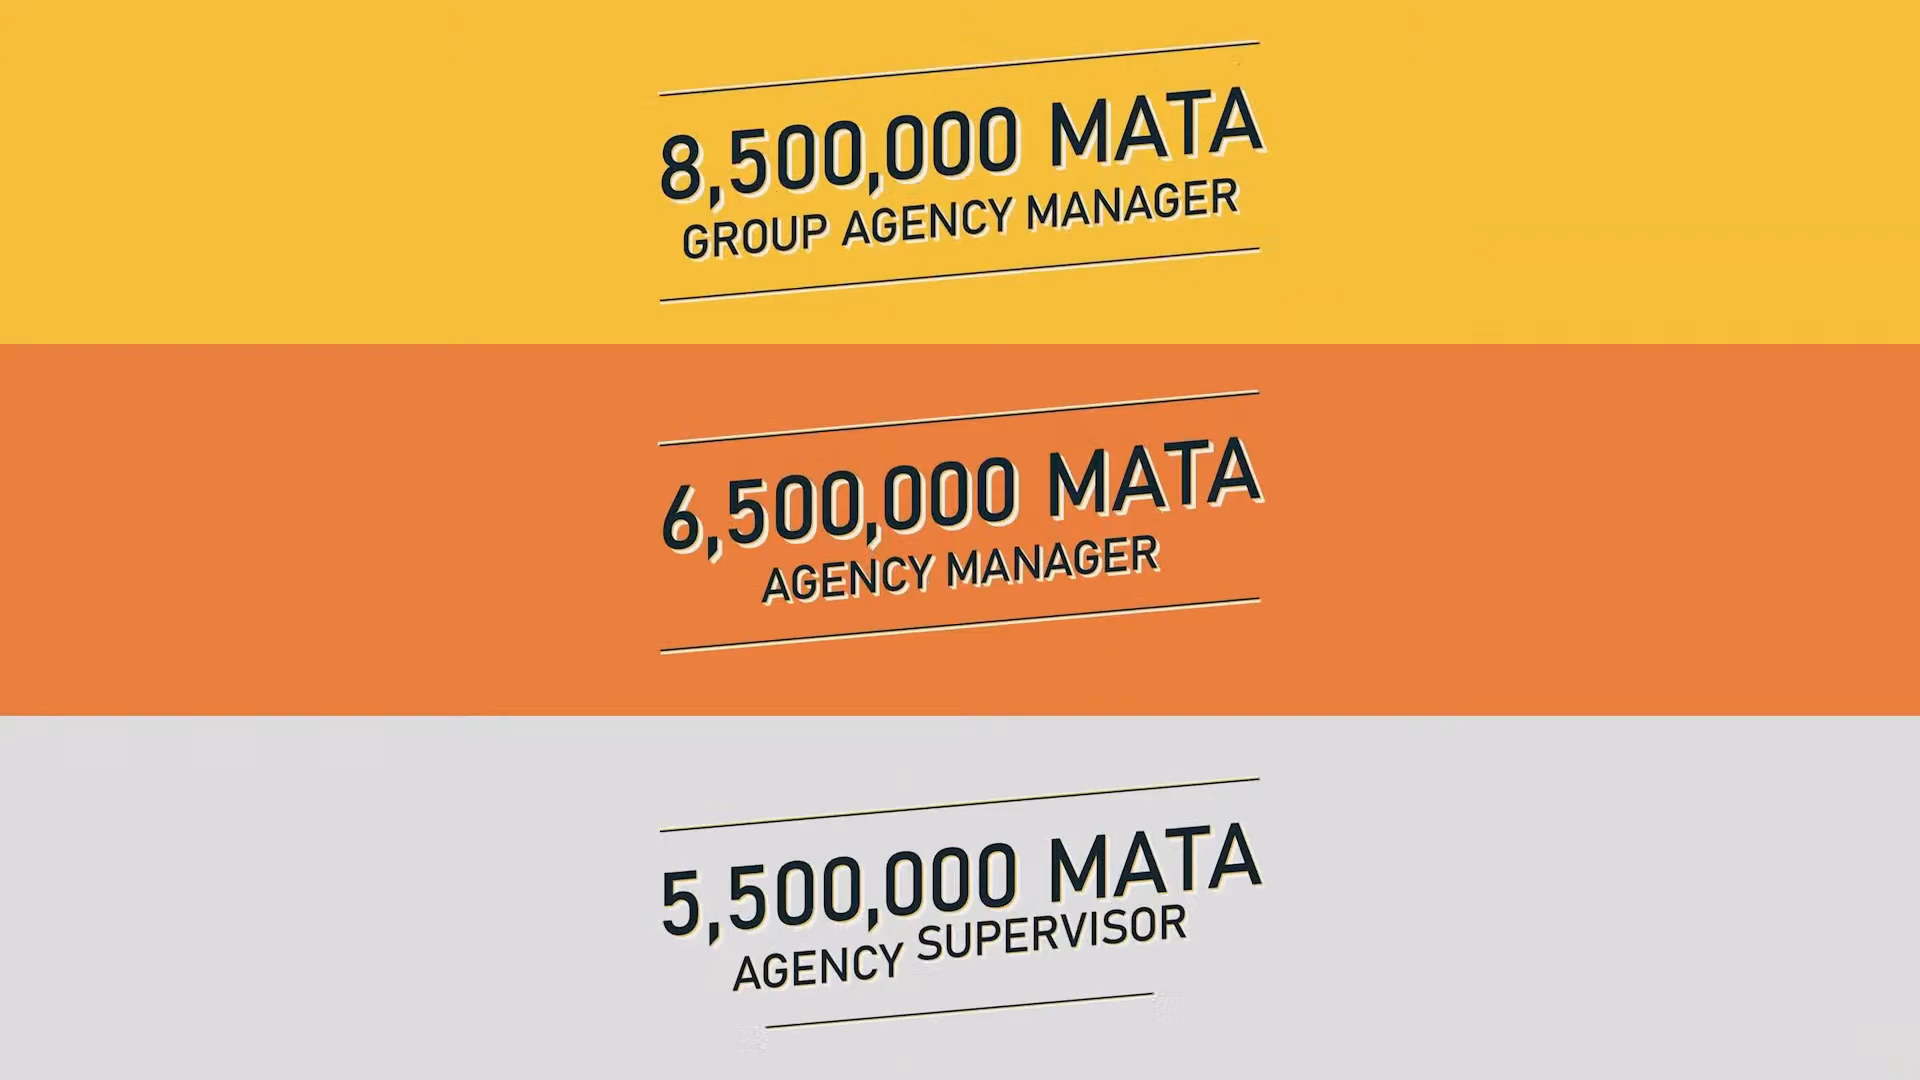 8,500,000 MATA
GROUP AGENCY MANAGER
6,500,000 MATA
AGENCY MANAGER
5,500,000 MATA
AGENCY SUPERVISOR